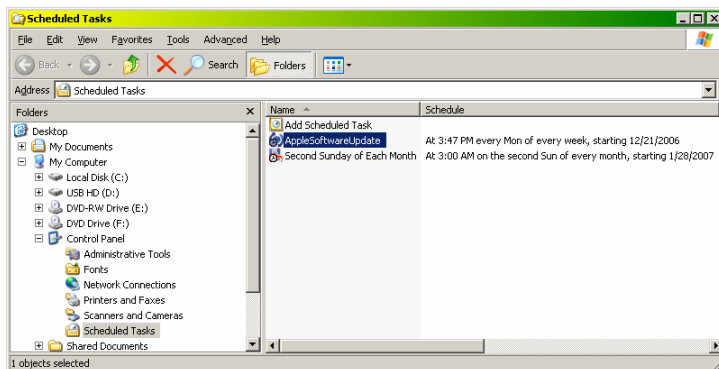 Scheduled Tasks
File Edit View Favorites Tools Advanced Help
Back Search Folders
Address Scheduled Tasks
Folders x Name Schedule
Desktop
My Documents
My Computer
Local Disk (C:)
USB HD (D:)
DVD-RW Drive (E:)
DVD Drive (F:)
Control Panel
Administrative Tools
Fonts
Network Connections
Printers and Faxes
Scanners and Cameras
Scheduled Tasks
Shared Documents
Add Scheduled Task
AppleSoftwareUpdate At 3:47 PM every Mon of every week, starting 12/21/2006
Second Sunday of Each Month At 3:00 AM on the second Sun of every month, starting 1/28/2007
1 objects selected